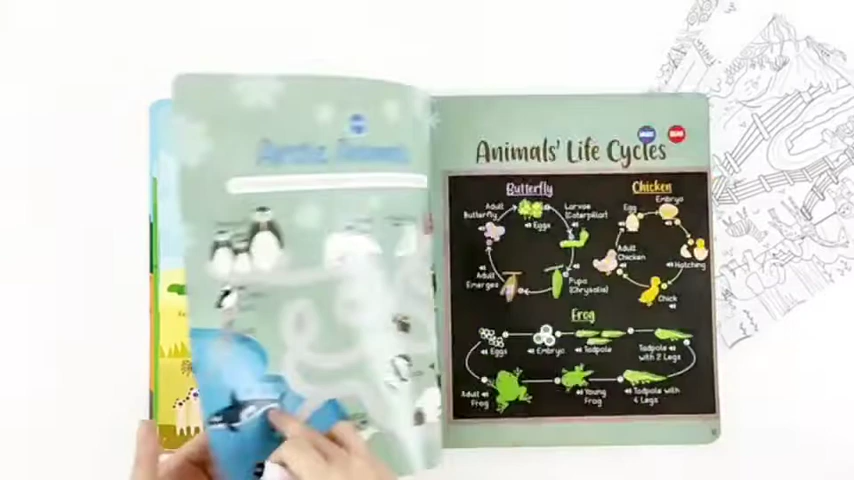 Arctic Animals
Animals' Life Cycles
Butterfly
Adult
Butterfly
Eggs
Larvae
(Caterpillar)
Pupa
(Chrysalis)
Adult
Emerges
Chicken
Egg
Embryo
Hatching
Chick
Adult
Chicken
Frog
Eggs
Embryo
Tadpole
Tadpole
with 2 Legs
Tadpole with
4 Legs
Young
Frog
Adult
Frog